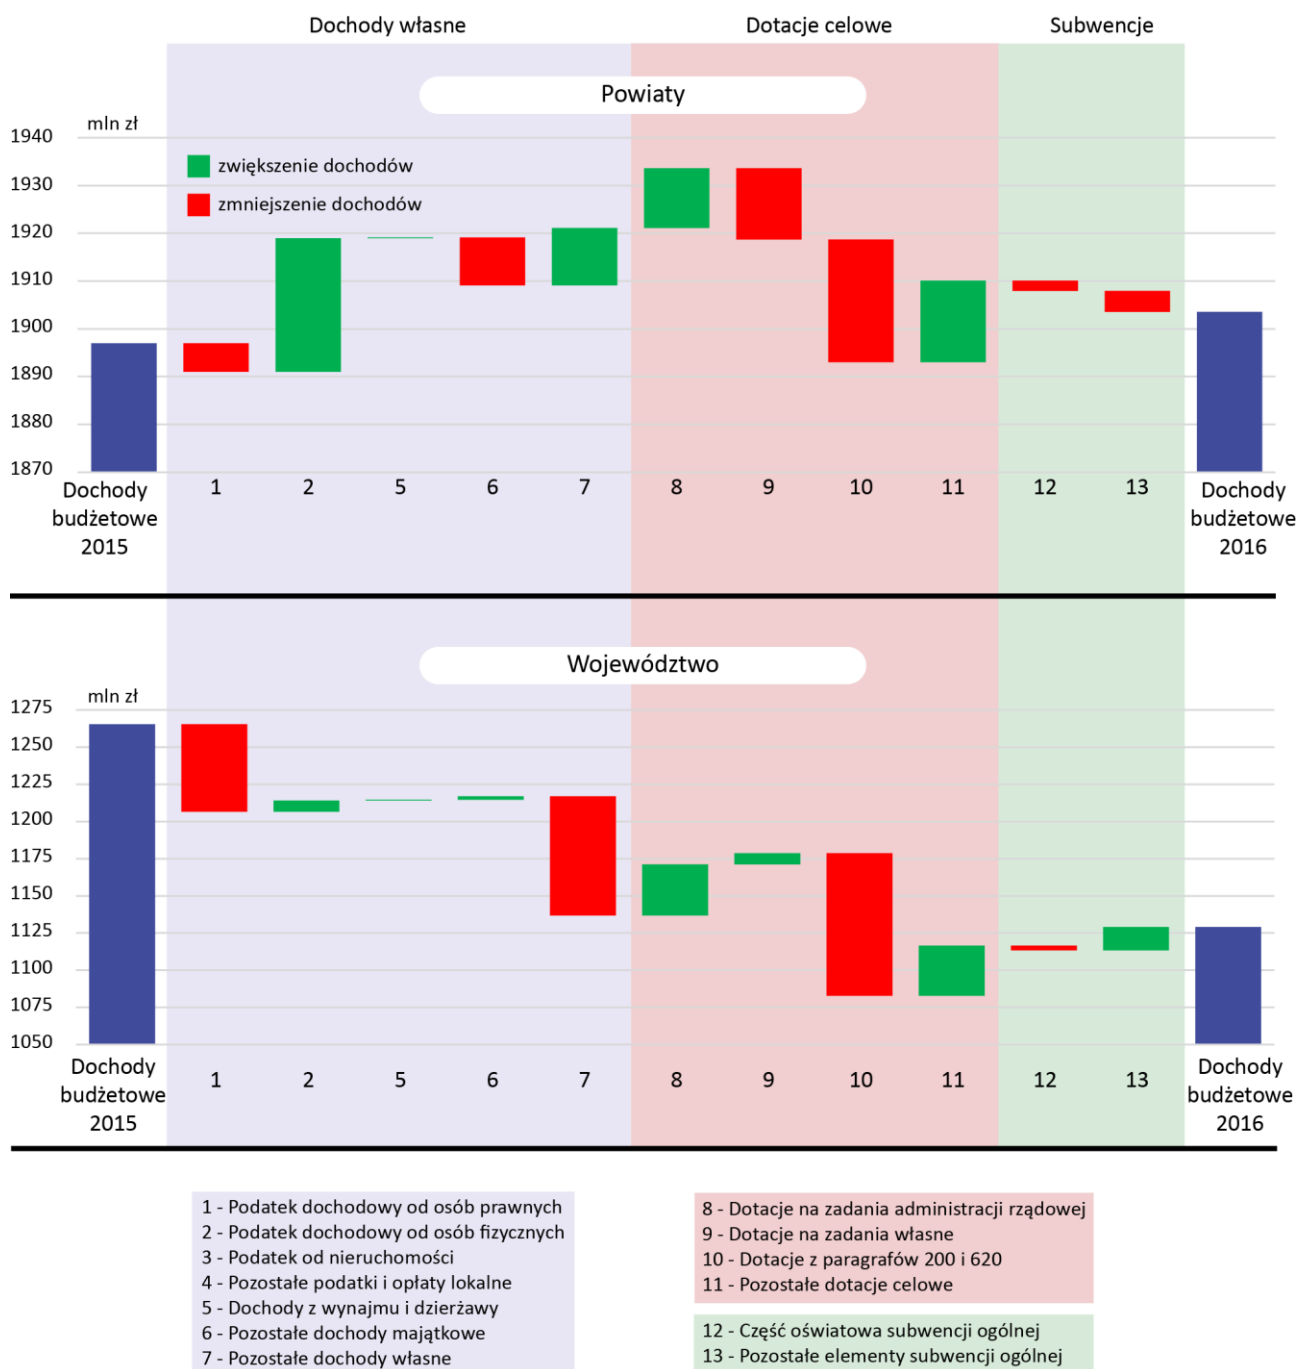 Dochody własne
Dotacje celowe
Subwencje
Powiaty
mln zł
1940
1930
1920
1910
1900
1890
1880
1870
zwiększenie dochodów
zmniejszenie dochodów
Dochody
budżetowe
2015
1
2
5
6
7
8
9
10
11
12
13
Dochody
budżetowe
2016
Województwo
mln zł
1275
1250
1225
1200
1175
1150
1125
1100
1075
1050
Dochody
budżetowe
2015
1
2
5
6
7
8
9
10
11
12
13
Dochody
budżetowe
2016
1 - Podatek dochodowy od osób prawnych
2 - Podatek dochodowy od osób fizycznych
3 - Podatek od nieruchomości
4 - Pozostałe podatki i opłaty lokalne
5 - Dochody z wynajmu i dzierżawy
6 - Pozostałe dochody majątkowe
7 - Pozostałe dochody własne
8 - Dotacje na zadania administracji rządowej
9 - Dotacje na zadania własne
10 - Dotacje z paragrafów 200 i 620
11 - Pozostałe dotacje celowe
12 - Część oświatowa subwencji ogólnej
13 - Pozostałe elementy subwencji ogólnej